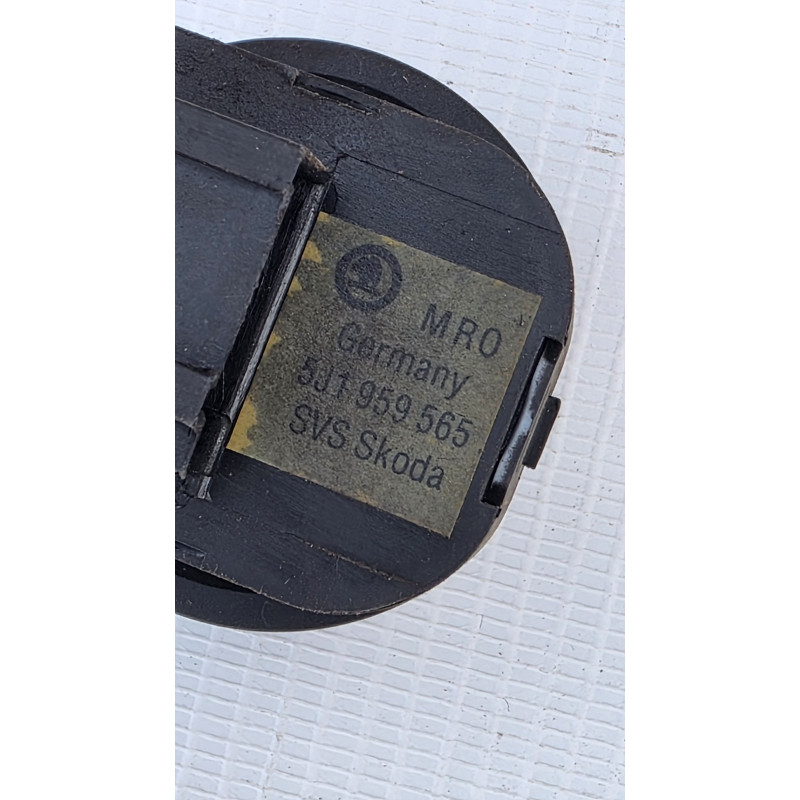 MRO
Germany
5J1 959 565
SVS Skoda